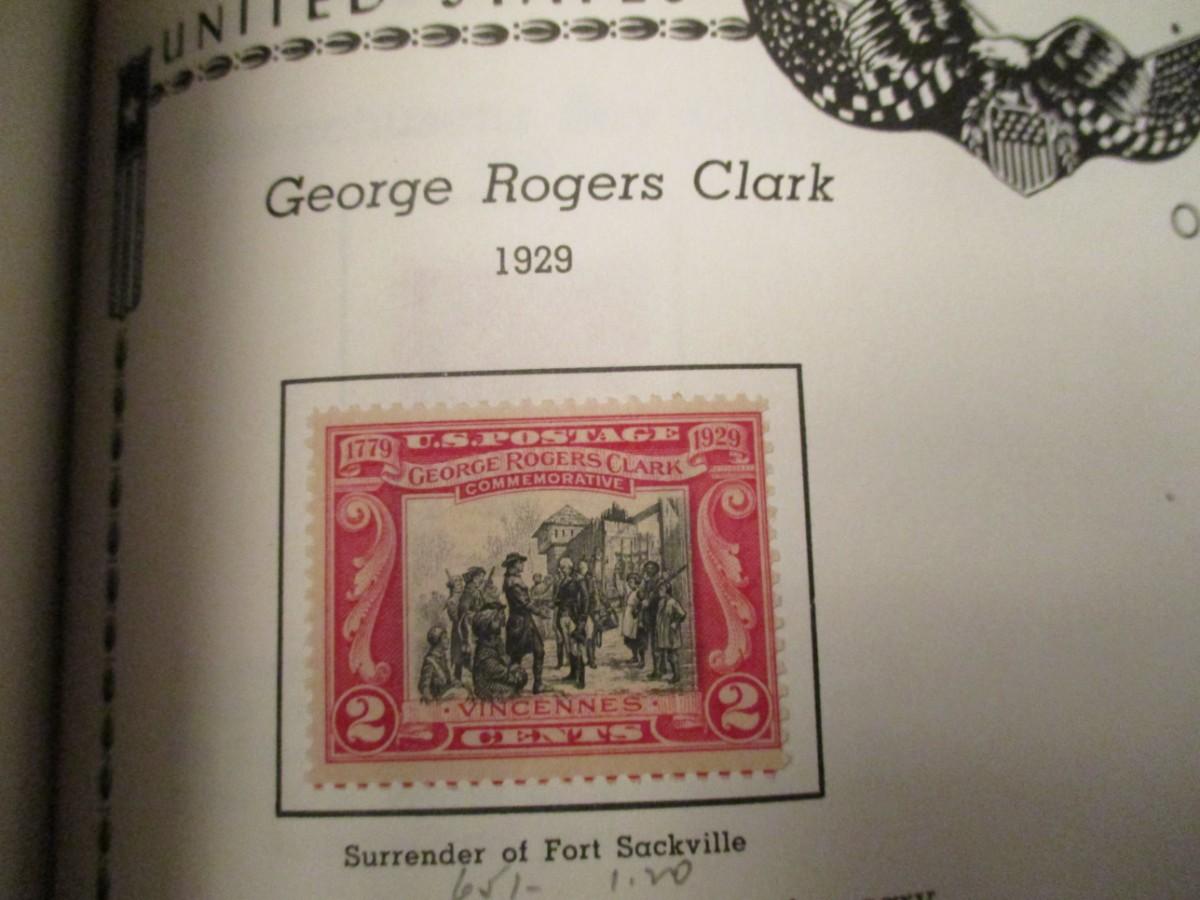 UNITED STATES
George Rogers Clark
1929
1779 U.S. POSTAGE 1929
GEORGE ROGERS CLARK
COMMEMORATIVE
· VINCENNES ·
2 CENTS 2
Surrender of Fort Sackville
651- 1.20